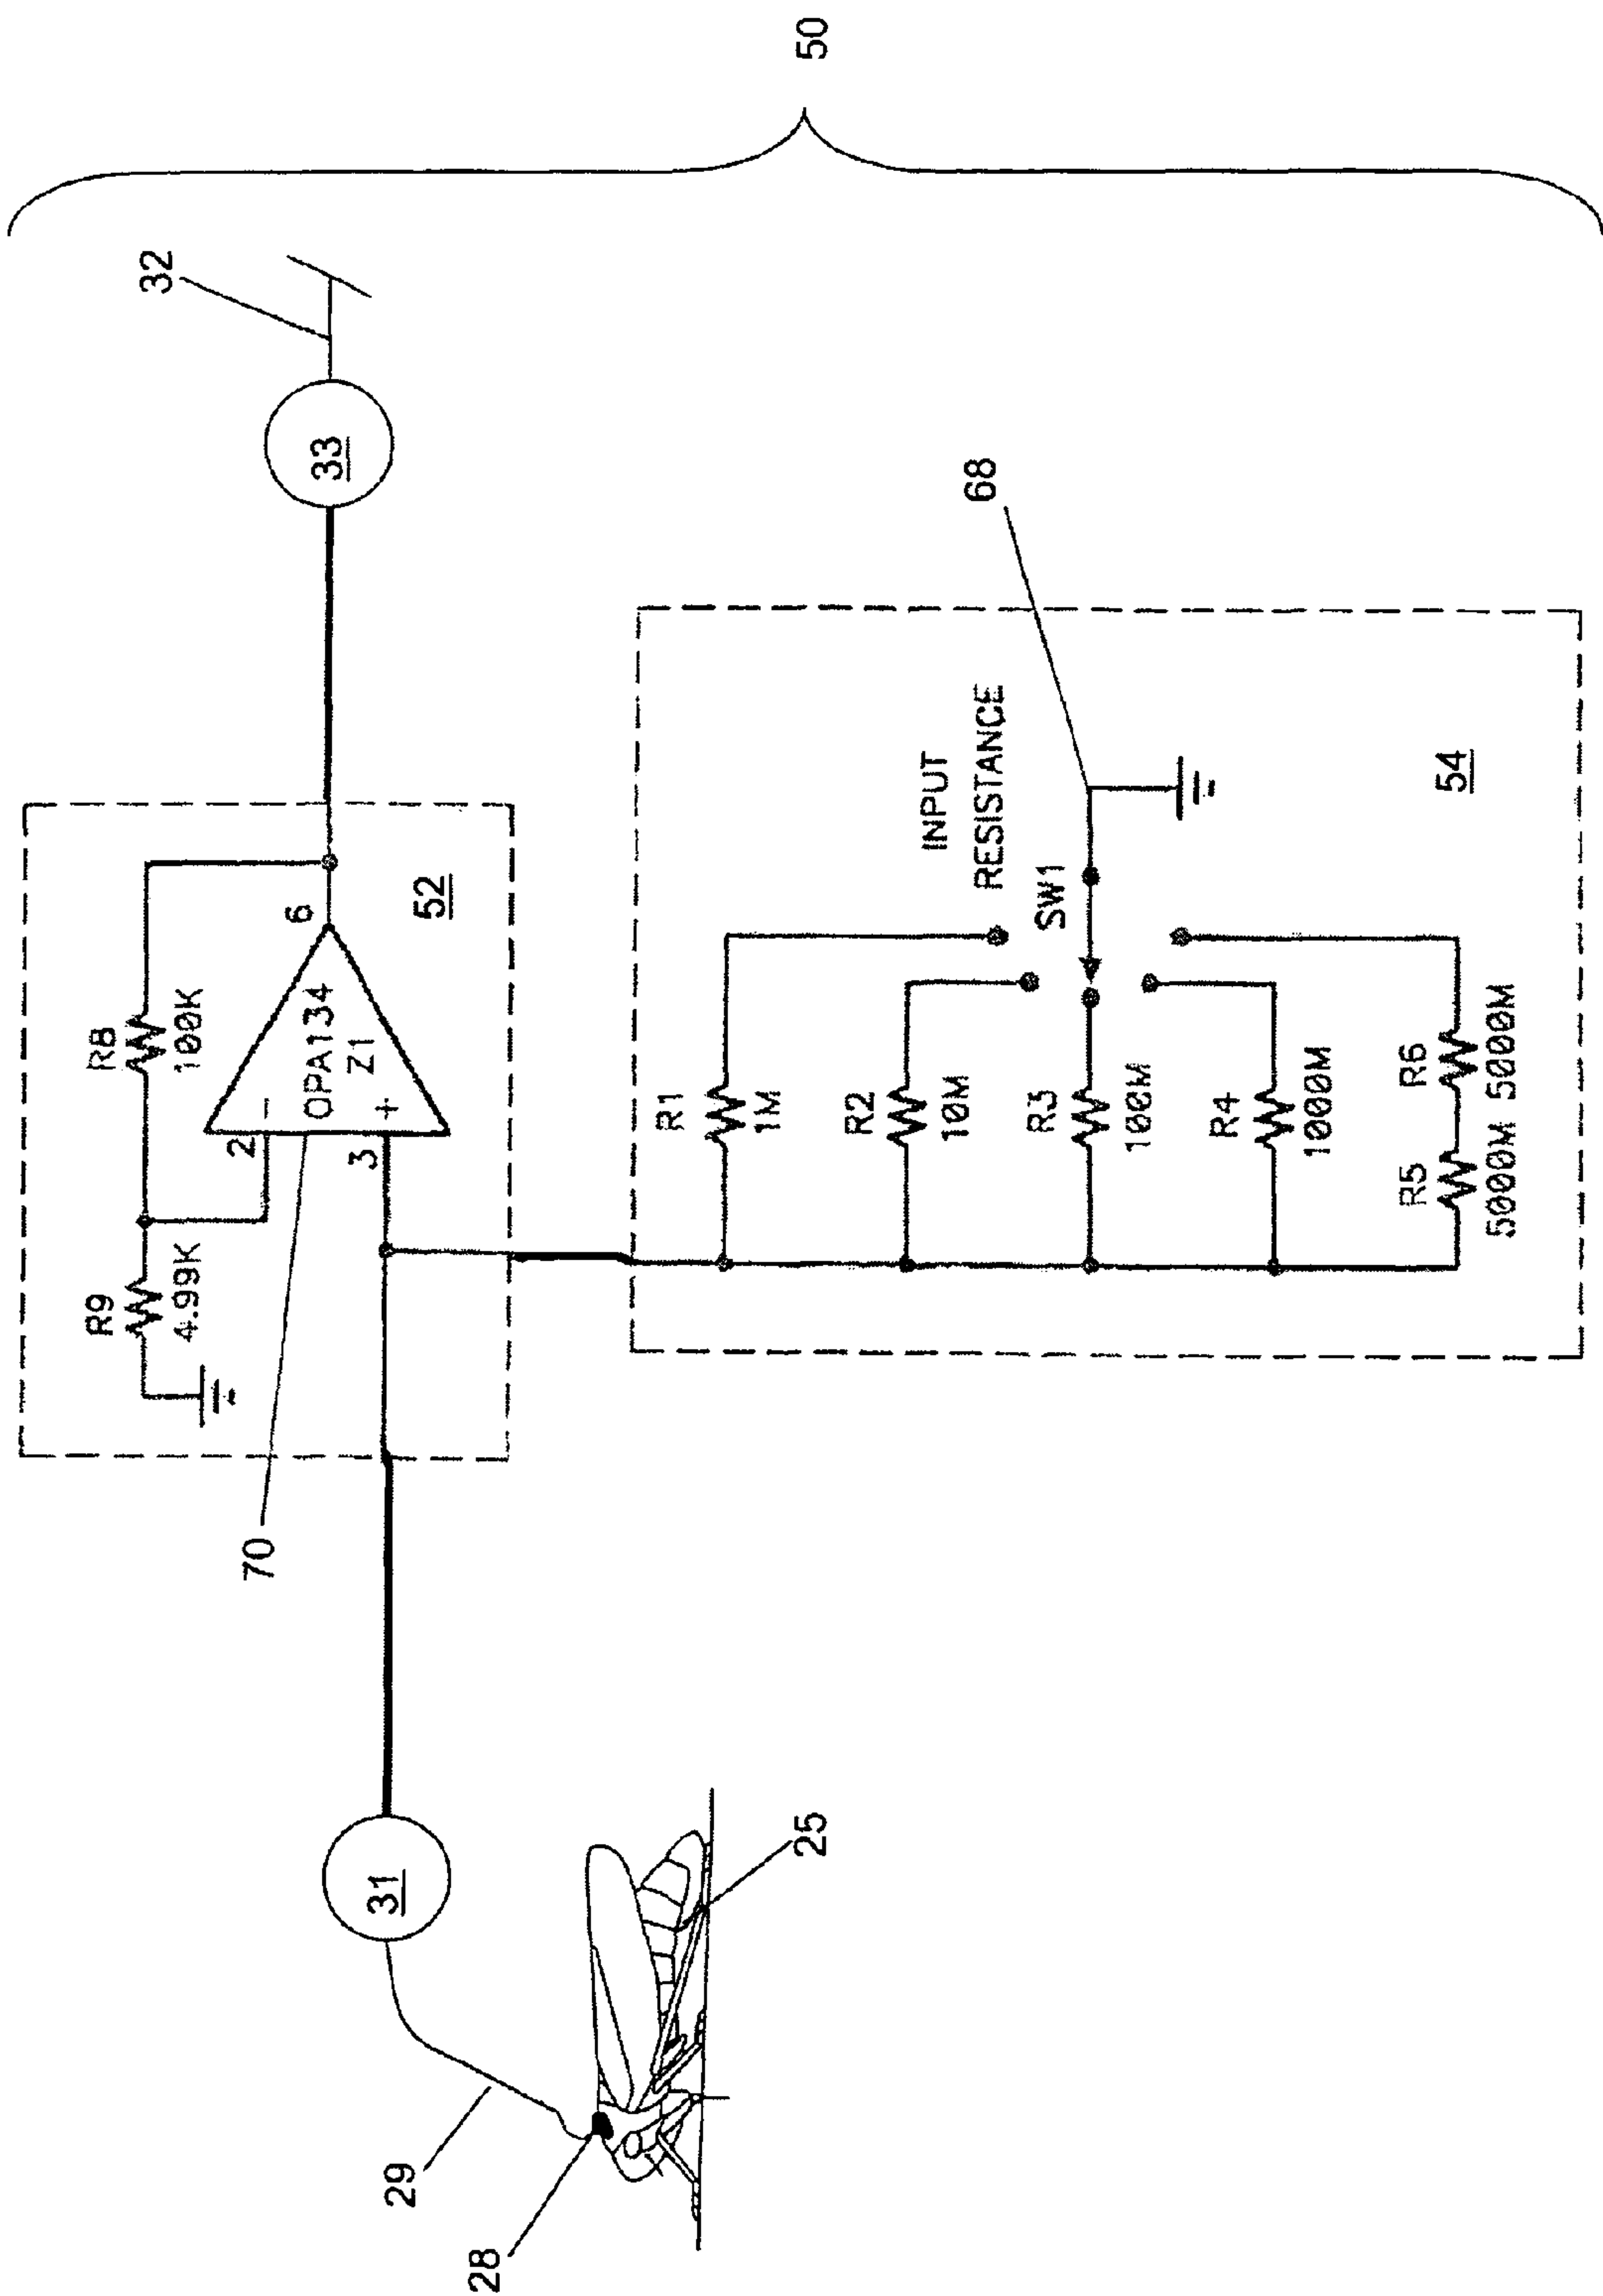 50
32
33
R8
100K
6
52
2
OPA134
Z1
3
R9
4.99K
70
31
29
28
25
68
INPUT
RESISTANCE
SW1
54
R1
1M
R2
10M
R3
100M
R4
1000M
R5
R6
5000M 5000M